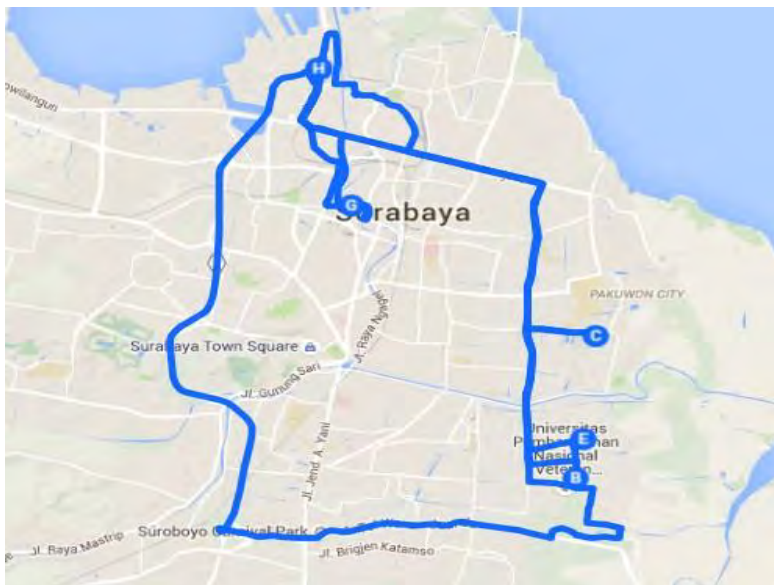 H
owilangun
G
Surabaya
PAKUWON CITY
C
Surabaya Town Square
Jl. Raya Ngagel
Jl. Gunung Sari
Universitas
E
Nasional
B
Jl. Jend. A. Yani
Suroboyo Carnival Park
Jl. Raya Mastrip
Jl. Brigjen Katamso